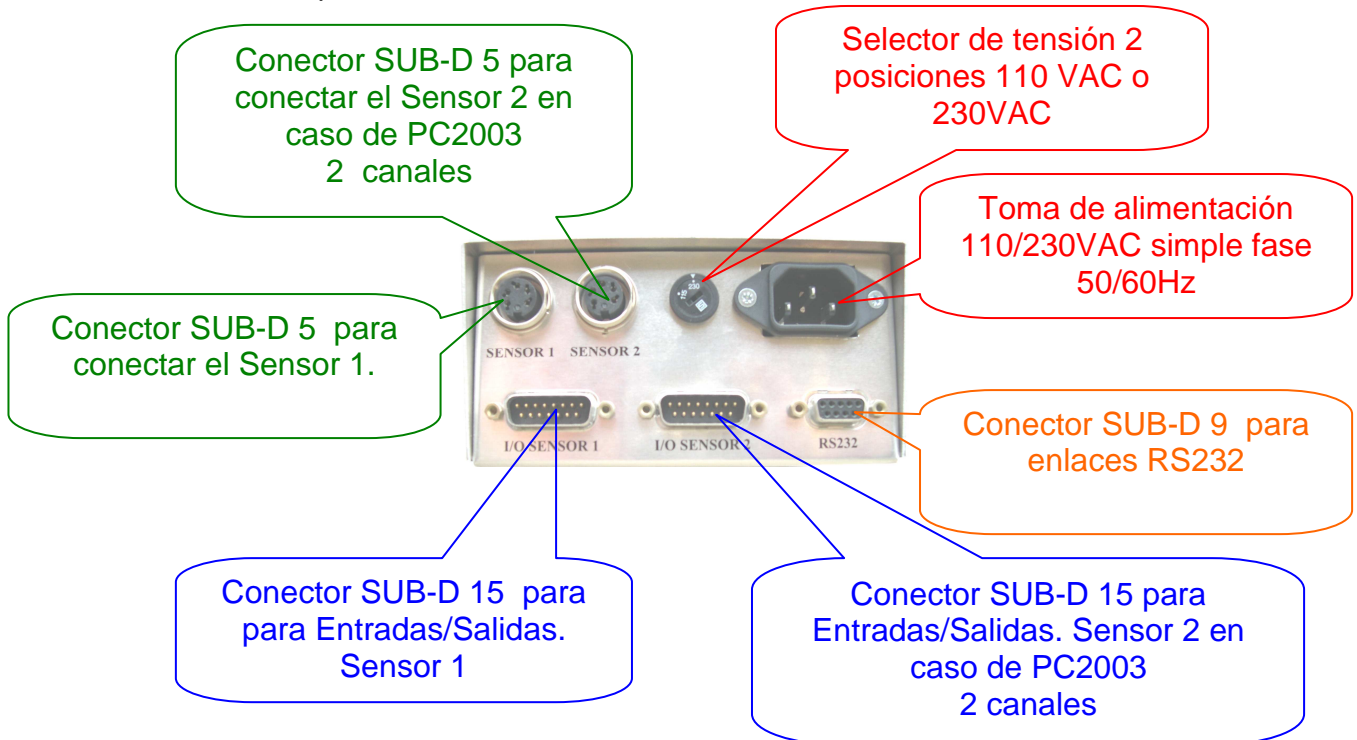 Conector SUB-D 5 para
conectar el Sensor 2 en
caso de PC2003
2 canales
Selector de tensión 2
posiciones 110 VAC o
230VAC
Toma de alimentación
110/230VAC simple fase
50/60Hz
Conector SUB-D 5 para
conectar el Sensor 1.
SENSOR 1 SENSOR 2
230
I/O SENSOR 1 I/O SENSOR 2 RS232
Conector SUB-D 9 para
enlaces RS232
Conector SUB-D 15 para
para Entradas/Salidas.
Sensor 1
Conector SUB-D 15 para
Entradas/Salidas. Sensor 2 en
caso de PC2003
2 canales